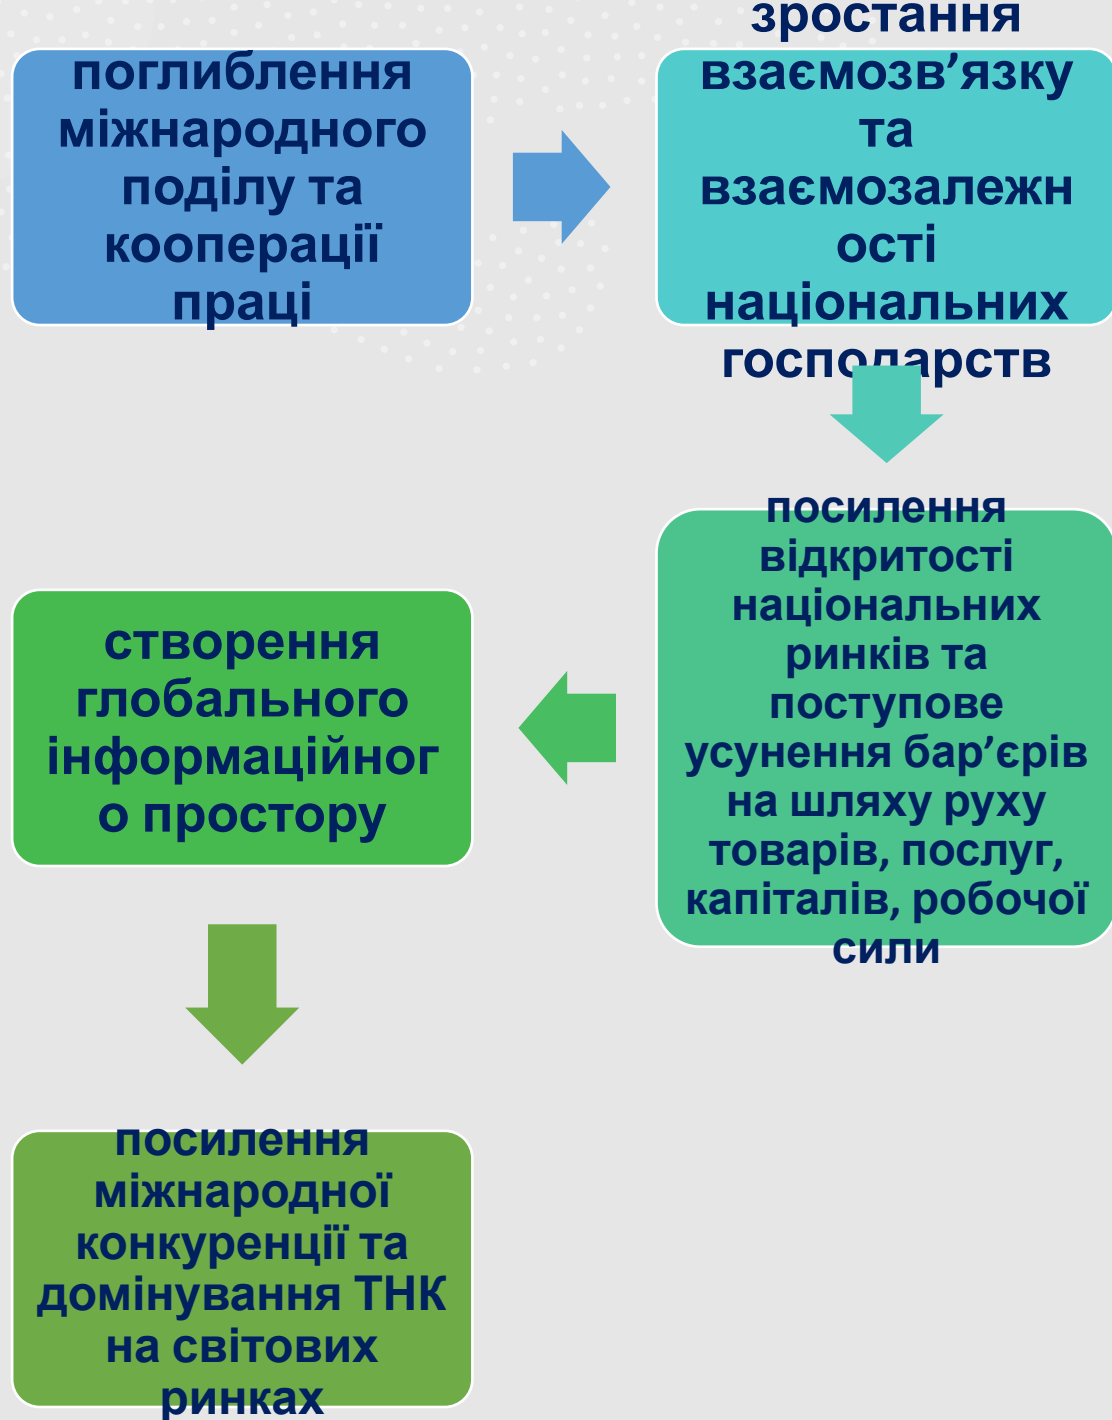 поглиблення
міжнародного
поділу та
кооперації
праці
зростання
взаємозв’язку
та
взаємозалежн
ості
національних
господарств
посилення
відкритості
національних
ринків та
поступове
усунення бар’єрів
на шляху руху
товарів, послуг,
капіталів, робочої
сили
створення
глобального
інформаційног
о простору
посилення
міжнародної
конкуренції та
домінування ТНК
на світових
ринках